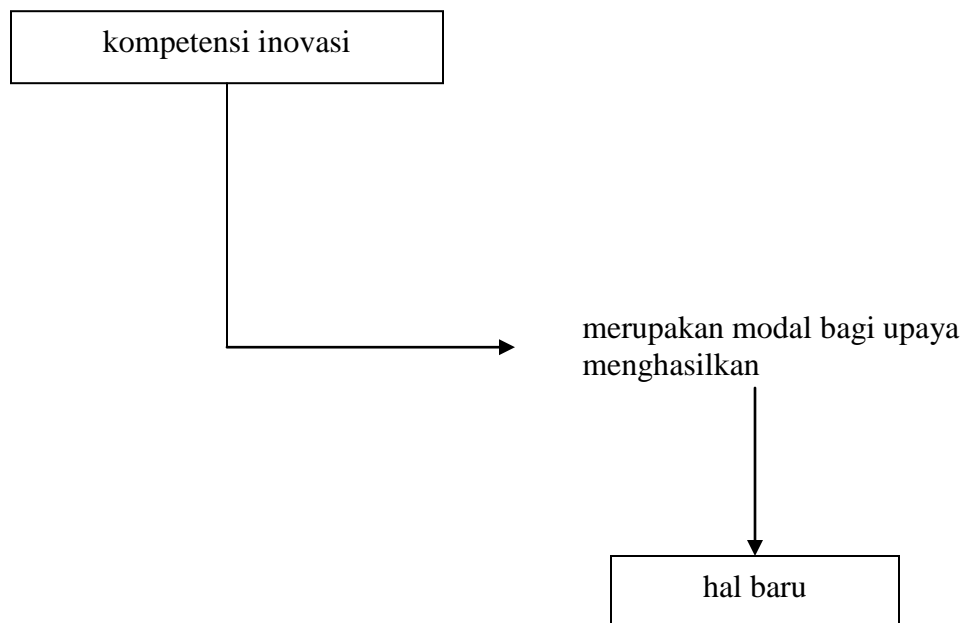 kompetensi inovasi
merupakan modal bagi upaya
menghasilkan
hal baru